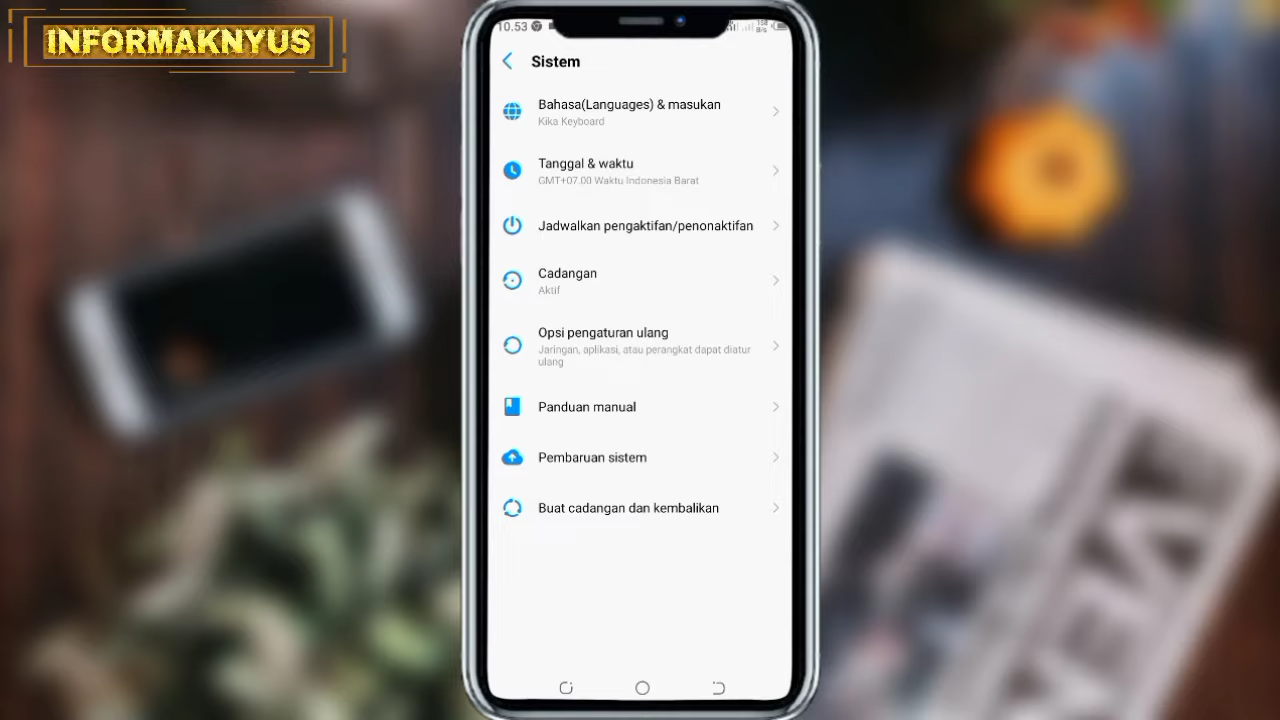 INFORMAKNYUS
10.53
Sistem
Bahasa(Languages) & masukan
Kika Keyboard
Tanggal & waktu
GMT+07.00 Waktu Indonesia Barat
Jadwalkan pengaktifan/penonaktifan
Cadangan
Aktif
Opsi pengaturan ulang
Jaringan, aplikasi, atau perangkat dapat diatur
ulang
Panduan manual
Pembaruan sistem
Buat cadangan dan kembalikan